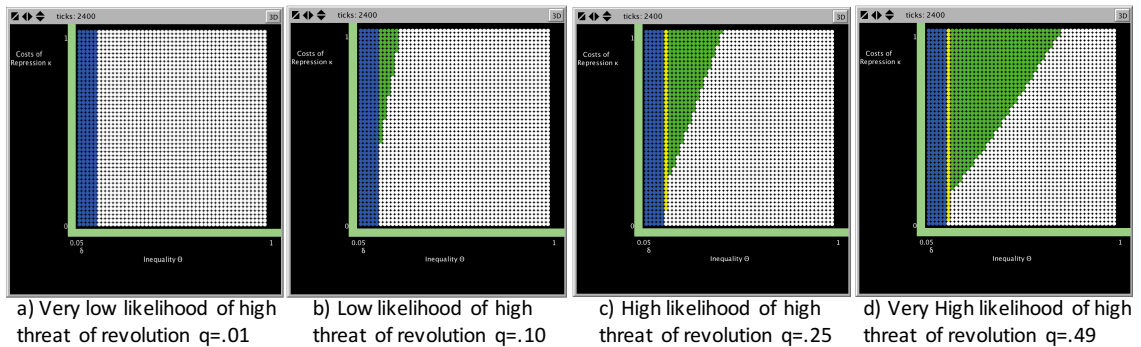 ticks: 2400
3D
1
Costs of
Repression κ
0
0.05
1
δ
Inequality Θ
a) Very low likelihood of high
threat of revolution q=.01
ticks: 2400
3D
1
Costs of
Repression κ
0
0.05
1
δ
Inequality Θ
b) Low likelihood of high
threat of revolution q=.10
ticks: 2400
3D
1
Costs of
Repression κ
0
0.05
1
δ
Inequality Θ
c) High likelihood of high
threat of revolution q=.25
ticks: 2400
3D
1
Costs of
Repression κ
0
0.05
1
δ
Inequality Θ
d) Very High likelihood of high
threat of revolution q=.49